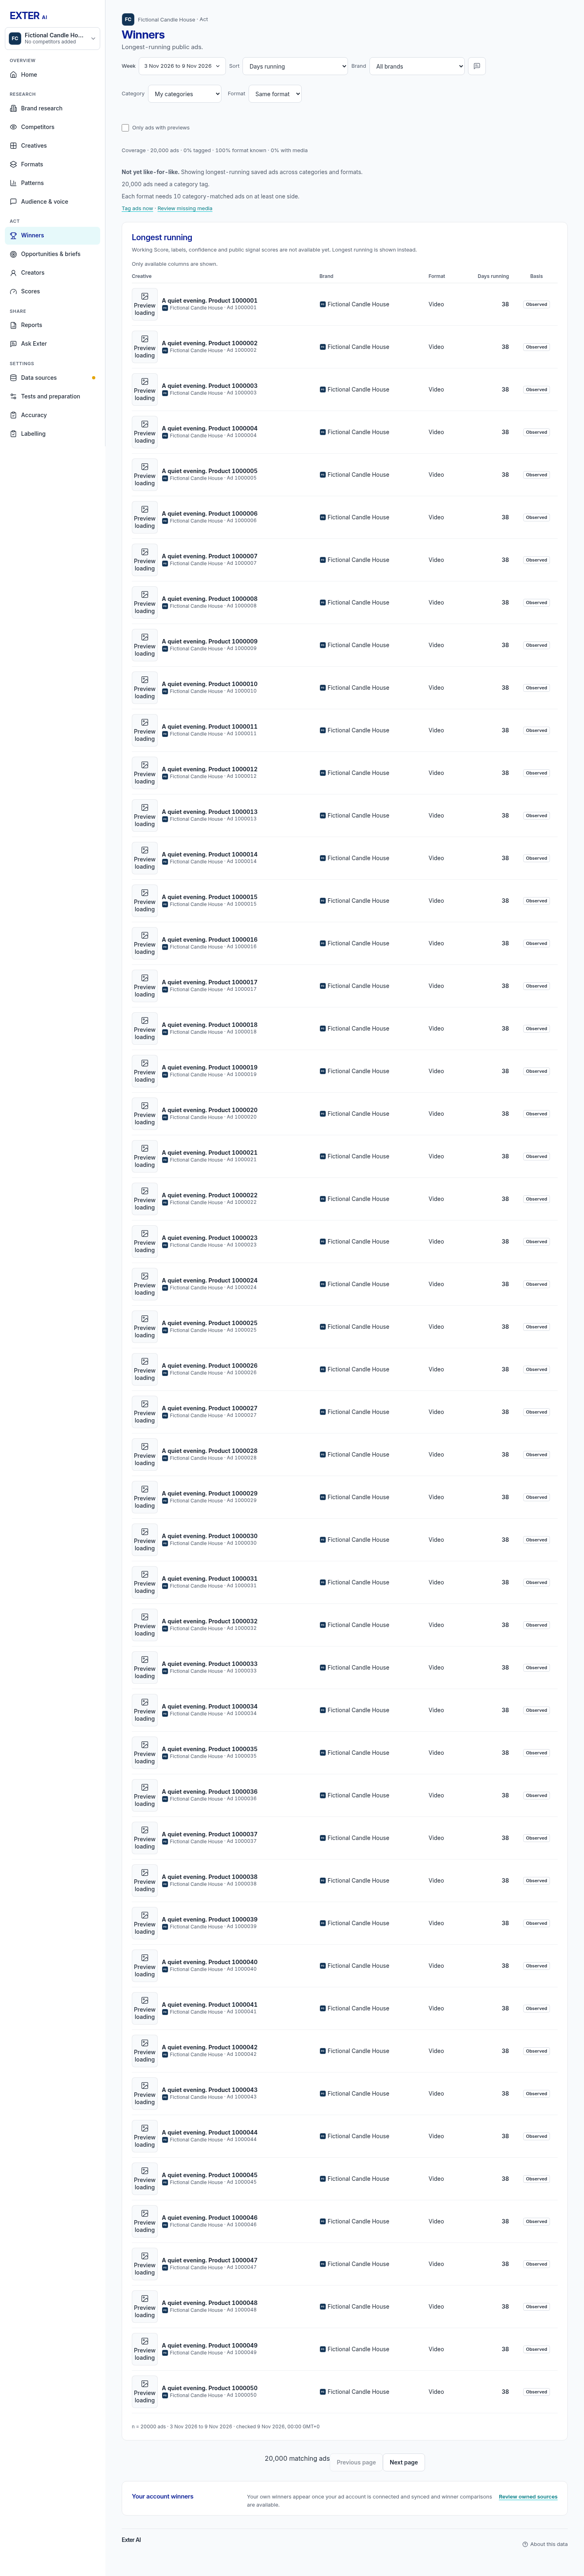 EXTER AI
FC Fictional Candle Ho...
No competitors added
OVERVIEW
Home
RESEARCH
Brand research
Competitors
Creatives
Formats
Patterns
Audience & voice
ACT
Winners
Opportunities & briefs
Creators
Scores
SHARE
Reports
Ask Exter
SETTINGS
Data sources
Tests and preparation
Accuracy
Labelling
FC Fictional Candle House · Act
Winners
Longest-running public ads.
Week 3 Nov 2026 to 9 Nov 2026 Sort Days running Brand All brands
Category My categories Format Same format
Only ads with previews
Coverage · 20,000 ads · 0% tagged · 100% format known · 0% with media
Not yet like-for-like. Showing longest-running saved ads across categories and formats.
20,000 ads need a category tag.
Each format needs 10 category-matched ads on at least one side.
Tag ads now · Review missing media
Longest running
Working Score, labels, confidence and public signal scores are not available yet. Longest running is shown instead.
Only available columns are shown.
Creative Brand Format Days running Basis
A quiet evening. Product 1000001
Preview Fictional Candle House · Ad 1000001 Fictional Candle House Video 38 Observed
loading
A quiet evening. Product 1000002
Preview Fictional Candle House · Ad 1000002 Fictional Candle House Video 38 Observed
loading
A quiet evening. Product 1000003
Preview Fictional Candle House · Ad 1000003 Fictional Candle House Video 38 Observed
loading
A quiet evening. Product 1000004
Preview Fictional Candle House · Ad 1000004 Fictional Candle House Video 38 Observed
loading
A quiet evening. Product 1000005
Preview Fictional Candle House · Ad 1000005 Fictional Candle House Video 38 Observed
loading
A quiet evening. Product 1000006
Preview Fictional Candle House · Ad 1000006 Fictional Candle House Video 38 Observed
loading
A quiet evening. Product 1000007
Preview Fictional Candle House · Ad 1000007 Fictional Candle House Video 38 Observed
loading
A quiet evening. Product 1000008
Preview Fictional Candle House · Ad 1000008 Fictional Candle House Video 38 Observed
loading
A quiet evening. Product 1000009
Preview Fictional Candle House · Ad 1000009 Fictional Candle House Video 38 Observed
loading
A quiet evening. Product 1000010
Preview Fictional Candle House · Ad 1000010 Fictional Candle House Video 38 Observed
loading
A quiet evening. Product 1000011
Preview Fictional Candle House · Ad 1000011 Fictional Candle House Video 38 Observed
loading
A quiet evening. Product 1000012
Preview Fictional Candle House · Ad 1000012 Fictional Candle House Video 38 Observed
loading
A quiet evening. Product 1000013
Preview Fictional Candle House · Ad 1000013 Fictional Candle House Video 38 Observed
loading
A quiet evening. Product 1000014
Preview Fictional Candle House · Ad 1000014 Fictional Candle House Video 38 Observed
loading
A quiet evening. Product 1000015
Preview Fictional Candle House · Ad 1000015 Fictional Candle House Video 38 Observed
loading
A quiet evening. Product 1000016
Preview Fictional Candle House · Ad 1000016 Fictional Candle House Video 38 Observed
loading
A quiet evening. Product 1000017
Preview Fictional Candle House · Ad 1000017 Fictional Candle House Video 38 Observed
loading
A quiet evening. Product 1000018
Preview Fictional Candle House · Ad 1000018 Fictional Candle House Video 38 Observed
loading
A quiet evening. Product 1000019
Preview Fictional Candle House · Ad 1000019 Fictional Candle House Video 38 Observed
loading
A quiet evening. Product 1000020
Preview Fictional Candle House · Ad 1000020 Fictional Candle House Video 38 Observed
loading
A quiet evening. Product 1000021
Preview Fictional Candle House · Ad 1000021 Fictional Candle House Video 38 Observed
loading
A quiet evening. Product 1000022
Preview Fictional Candle House · Ad 1000022 Fictional Candle House Video 38 Observed
loading
A quiet evening. Product 1000023
Preview Fictional Candle House · Ad 1000023 Fictional Candle House Video 38 Observed
loading
A quiet evening. Product 1000024
Preview Fictional Candle House · Ad 1000024 Fictional Candle House Video 38 Observed
loading
A quiet evening. Product 1000025
Preview Fictional Candle House · Ad 1000025 Fictional Candle House Video 38 Observed
loading
A quiet evening. Product 1000026
Preview Fictional Candle House · Ad 1000026 Fictional Candle House Video 38 Observed
loading
A quiet evening. Product 1000027
Preview Fictional Candle House · Ad 1000027 Fictional Candle House Video 38 Observed
loading
A quiet evening. Product 1000028
Preview Fictional Candle House · Ad 1000028 Fictional Candle House Video 38 Observed
loading
A quiet evening. Product 1000029
Preview Fictional Candle House · Ad 1000029 Fictional Candle House Video 38 Observed
loading
A quiet evening. Product 1000030
Preview Fictional Candle House · Ad 1000030 Fictional Candle House Video 38 Observed
loading
A quiet evening. Product 1000031
Preview Fictional Candle House · Ad 1000031 Fictional Candle House Video 38 Observed
loading
A quiet evening. Product 1000032
Preview Fictional Candle House · Ad 1000032 Fictional Candle House Video 38 Observed
loading
A quiet evening. Product 1000033
Preview Fictional Candle House · Ad 1000033 Fictional Candle House Video 38 Observed
loading
A quiet evening. Product 1000034
Preview Fictional Candle House · Ad 1000034 Fictional Candle House Video 38 Observed
loading
A quiet evening. Product 1000035
Preview Fictional Candle House · Ad 1000035 Fictional Candle House Video 38 Observed
loading
A quiet evening. Product 1000036
Preview Fictional Candle House · Ad 1000036 Fictional Candle House Video 38 Observed
loading
A quiet evening. Product 1000037
Preview Fictional Candle House · Ad 1000037 Fictional Candle House Video 38 Observed
loading
A quiet evening. Product 1000038
Preview Fictional Candle House · Ad 1000038 Fictional Candle House Video 38 Observed
loading
A quiet evening. Product 1000039
Preview Fictional Candle House · Ad 1000039 Fictional Candle House Video 38 Observed
loading
A quiet evening. Product 1000040
Preview Fictional Candle House · Ad 1000040 Fictional Candle House Video 38 Observed
loading
A quiet evening. Product 1000041
Preview Fictional Candle House · Ad 1000041 Fictional Candle House Video 38 Observed
loading
A quiet evening. Product 1000042
Preview Fictional Candle House · Ad 1000042 Fictional Candle House Video 38 Observed
loading
A quiet evening. Product 1000043
Preview Fictional Candle House · Ad 1000043 Fictional Candle House Video 38 Observed
loading
A quiet evening. Product 1000044
Preview Fictional Candle House · Ad 1000044 Fictional Candle House Video 38 Observed
loading
A quiet evening. Product 1000045
Preview Fictional Candle House · Ad 1000045 Fictional Candle House Video 38 Observed
loading
A quiet evening. Product 1000046
Preview Fictional Candle House · Ad 1000046 Fictional Candle House Video 38 Observed
loading
A quiet evening. Product 1000047
Preview Fictional Candle House · Ad 1000047 Fictional Candle House Video 38 Observed
loading
A quiet evening. Product 1000048
Preview Fictional Candle House · Ad 1000048 Fictional Candle House Video 38 Observed
loading
A quiet evening. Product 1000049
Preview Fictional Candle House · Ad 1000049 Fictional Candle House Video 38 Observed
loading
A quiet evening. Product 1000050
Preview Fictional Candle House · Ad 1000050 Fictional Candle House Video 38 Observed
loading
n = 20000 ads · 3 Nov 2026 to 9 Nov 2026 · checked 9 Nov 2026, 00:00 GMT+0
20,000 matching ads Previous page Next page
Your account winners Your own winners appear once your ad account is connected and synced and winner comparisons Review owned sources
are available.
Exter AI
About this data